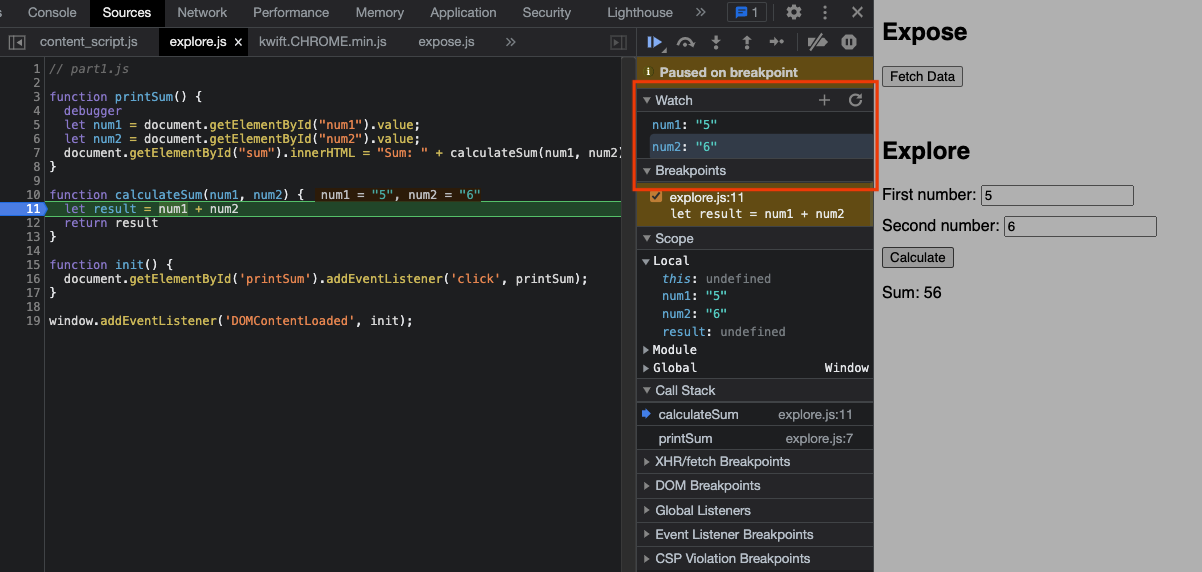 s Console Sources Network Performance Memory Application Security Lighthouse » 1
content_script.js explore.js × kwift.CHROME.min.js expose.js »
1 // part1.js
2
3 function printSum() {
4 debugger
5 let num1 = document.getElementById("num1").value;
6 let num2 = document.getElementById("num2").value;
7 document.getElementById("sum").innerHTML = "Sum: " + calculateSum(num1, num2)
8 }
9
10 function calculateSum(num1, num2) { num1 = "5", num2 = "6"
11 let result = num1 + num2
12 return result
13 }
14
15 function init() {
16 document.getElementById('printSum').addEventListener('click', printSum);
17 }
18
19 window.addEventListener('DOMContentLoaded', init);
Paused on breakpoint
Watch
num1: "5"
num2: "6"
Breakpoints
explore.js:11
let result = num1 + num2
Scope
Local
this: undefined
num1: "5"
num2: "6"
result: undefined
Module
Global Window
Call Stack
calculateSum explore.js:11
printSum explore.js:7
XHR/fetch Breakpoints
DOM Breakpoints
Global Listeners
Event Listener Breakpoints
CSP Violation Breakpoints
Expose
Fetch Data
Explore
First number: 5
Second number: 6
Calculate
Sum: 56